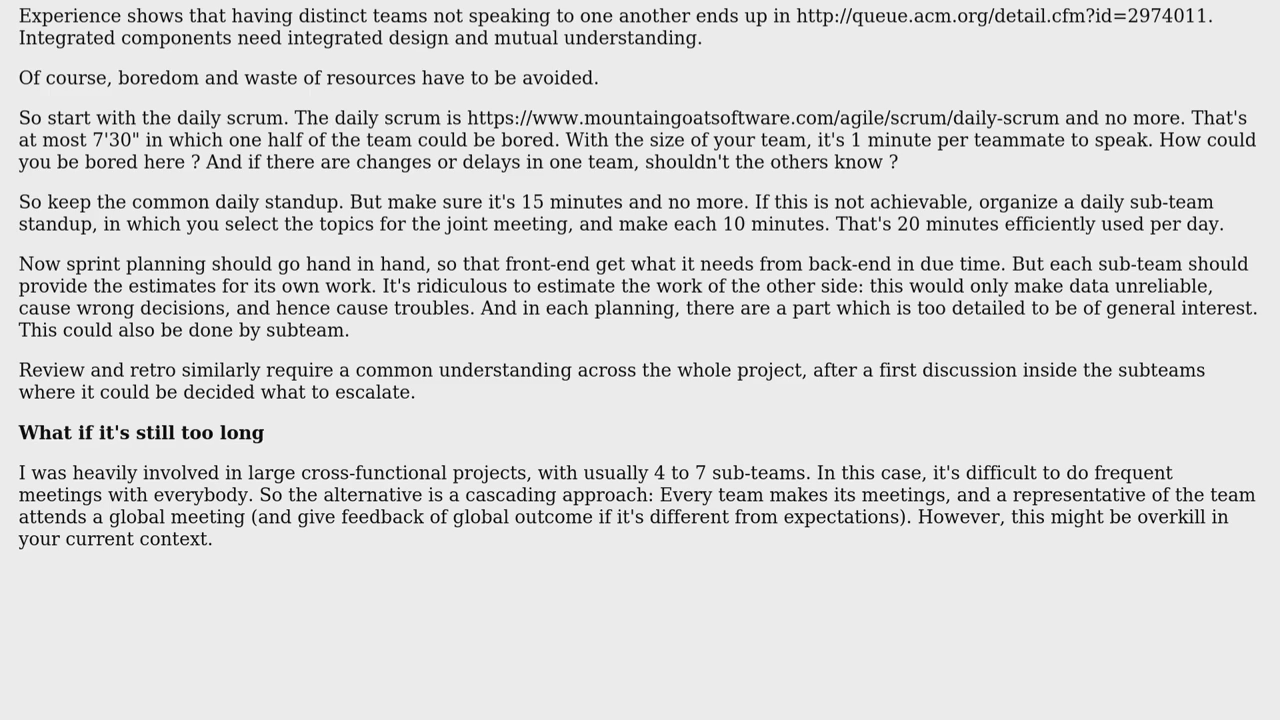 Experience shows that having distinct teams not speaking to one another ends up in http://queue.acm.org/detail.cfm?id=2974011.
Integrated components need integrated design and mutual understanding.
Of course, boredom and waste of resources have to be avoided.
So start with the daily scrum. The daily scrum is https://www.mountaingoatsoftware.com/agile/scrum/daily-scrum and no more. That's
at most 7'30" in which one half of the team could be bored. With the size of your team, it's 1 minute per teammate to speak. How could
you be bored here ? And if there are changes or delays in one team, shouldn't the others know ?
So keep the common daily standup. But make sure it's 15 minutes and no more. If this is not achievable, organize a daily sub-team
standup, in which you select the topics for the joint meeting, and make each 10 minutes. That's 20 minutes efficiently used per day.
Now sprint planning should go hand in hand, so that front-end get what it needs from back-end in due time. But each sub-team should
provide the estimates for its own work. It's ridiculous to estimate the work of the other side: this would only make data unreliable,
cause wrong decisions, and hence cause troubles. And in each planning, there are a part which is too detailed to be of general interest.
This could also be done by subteam.
Review and retro similarly require a common understanding across the whole project, after a first discussion inside the subteams
where it could be decided what to escalate.
What if it's still too long
I was heavily involved in large cross-functional projects, with usually 4 to 7 sub-teams. In this case, it's difficult to do frequent
meetings with everybody. So the alternative is a cascading approach: Every team makes its meetings, and a representative of the team
attends a global meeting (and give feedback of global outcome if it's different from expectations). However, this might be overkill in
your current context.